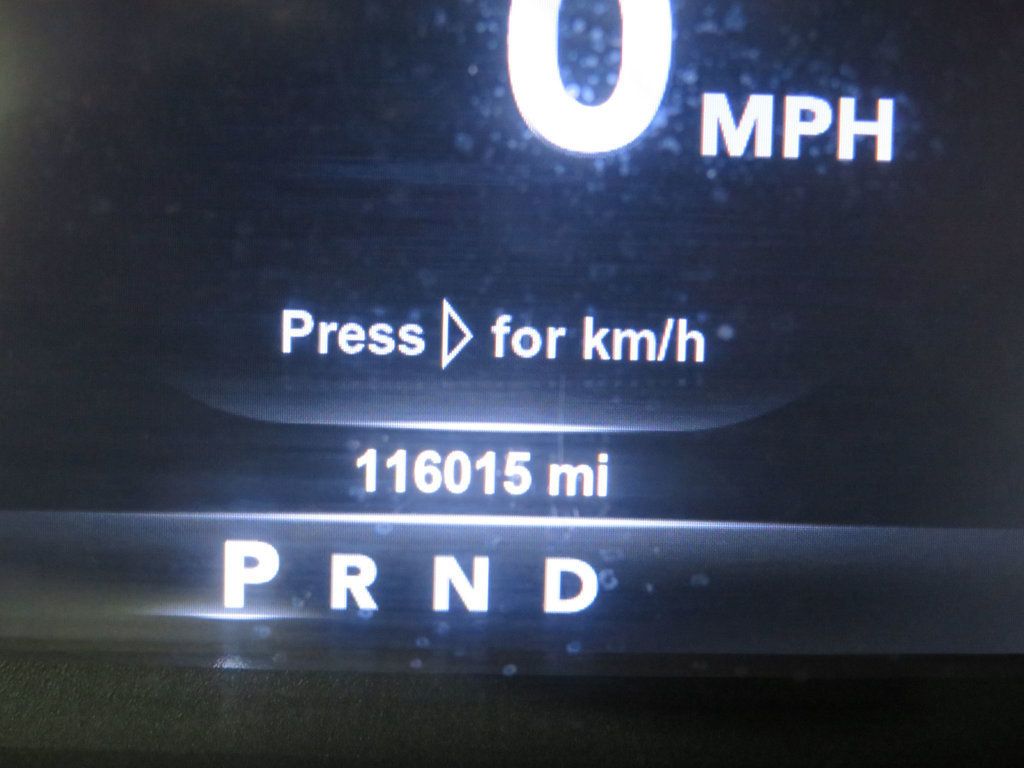 0 MPH
Press ▷ for km/h
116015 mi
P R N D